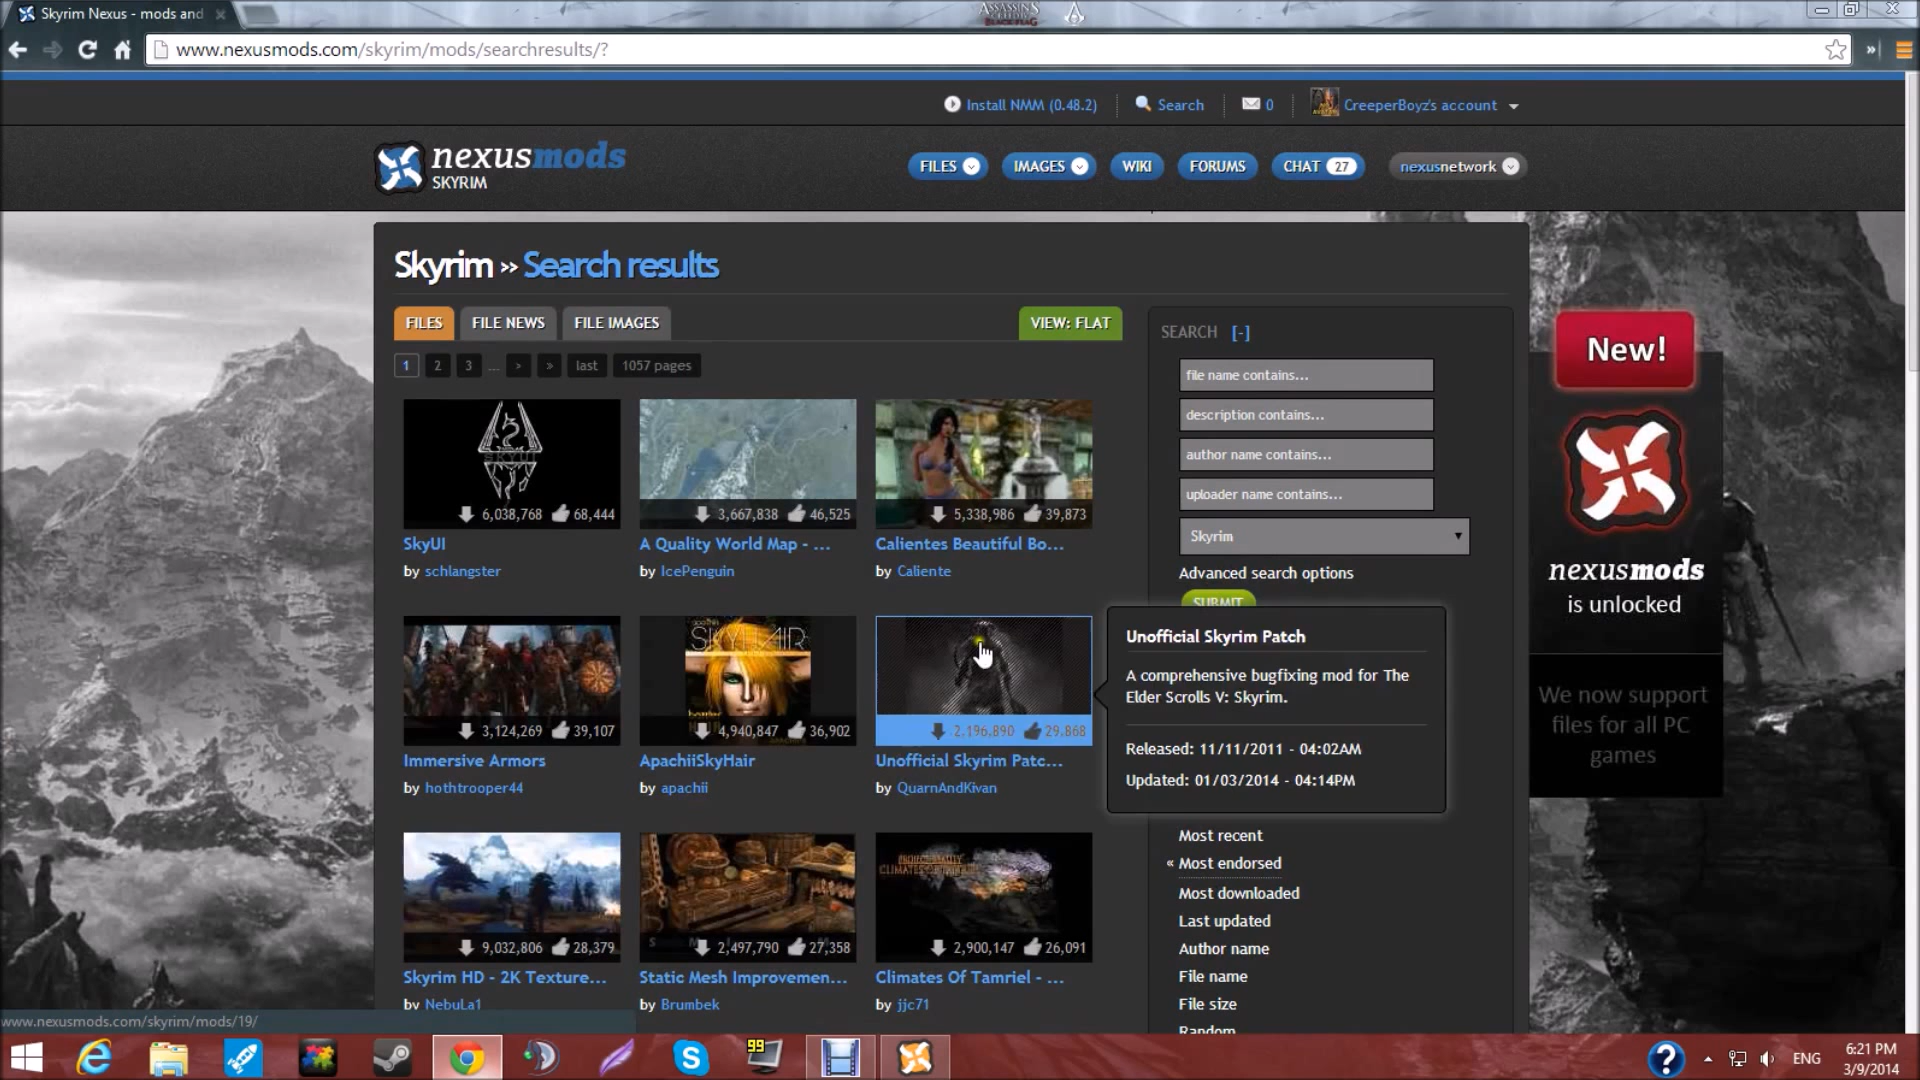 Skyrim Nexus - mods and
ASSASSIN'S
BLACK FLAG
www.nexusmods.com/skyrim/mods/searchresults/?
Install NMM (0.48.2)
Search
0
CreeperBoyz's account
nexusmods
SKYRIM
FILES
IMAGES
WIKI
FORUMS
CHAT 27
nexusnetwork
Skyrim » Search results
FILES
FILE NEWS
FILE IMAGES
VIEW: FLAT
1 2 3 ... > » last 1057 pages
SKYUI
6,038,768 68,444
SkyUI
by schlangster
3,667,838 46,525
A Quality World Map - ...
by IcePenguin
5,338,986 39,873
Calientes Beautiful Bo...
by Caliente
3,124,269 39,107
Immersive Armors
by hothtrooper44
SKYHAIR
4,940,847 36,902
ApachiiSkyHair
by apachii
2,196,890 29,868
Unofficial Skyrim Patc...
by QuarnAndKivan
9,032,806 28,379
Skyrim HD - 2K Texture...
by NebuLa1
S M
2,497,790 27,358
Static Mesh Improvemen...
by Brumbek
2,900,147 26,091
Climates Of Tamriel - ...
by jjc71
SEARCH [-]
file name contains...
description contains...
author name contains...
uploader name contains...
Skyrim
Advanced search options
SUBMIT
Unofficial Skyrim Patch
A comprehensive bugfixing mod for The
Elder Scrolls V: Skyrim.
Released: 11/11/2011 - 04:02AM
Updated: 01/03/2014 - 04:14PM
Most recent
« Most endorsed
Most downloaded
Last updated
Author name
File name
File size
Random
New!
nexusmods
is unlocked
We now support
files for all PC
games
www.nexusmods.com/skyrim/mods/19/
99
ENG
6:21 PM
3/9/2014